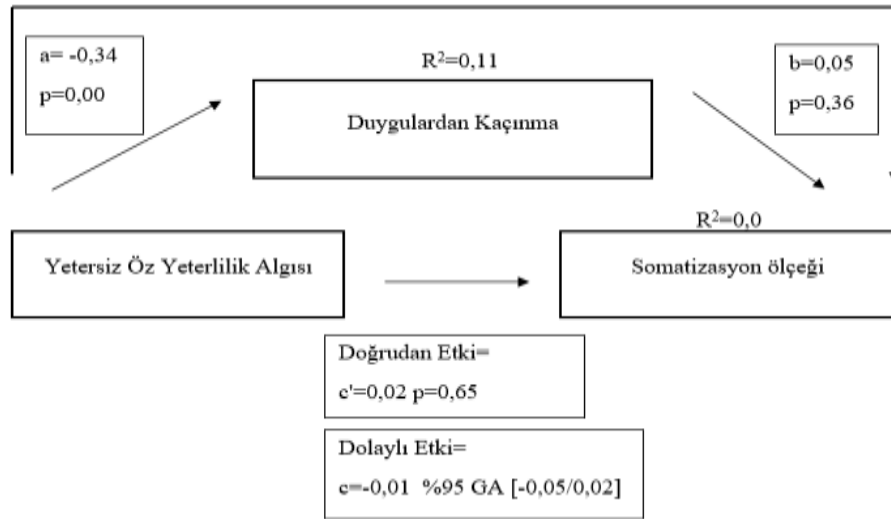 a= -0,34
p=0,00
R²=0,11
Duygulardan Kaçınma
b=0,05
p=0,36
Yetersiz Öz Yeterlilik Algısı
R²=0,0
Somatizasyon ölçeği
Doğrudan Etki=
c'=0,02 p=0,65
Dolaylı Etki=
c=-0,01 %95 GA [-0,05/0,02]